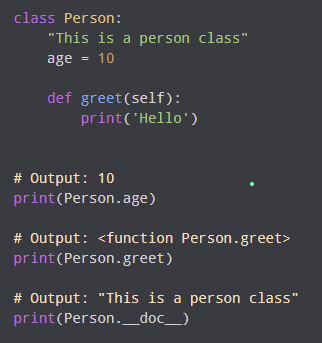 class Person:
    "This is a person class"
    age = 10
    def greet(self):
        print('Hello')
# Output: 10
print(Person.age)
# Output: <function Person.greet>
print(Person.greet)
# Output: "This is a person class"
print(Person.__doc__)